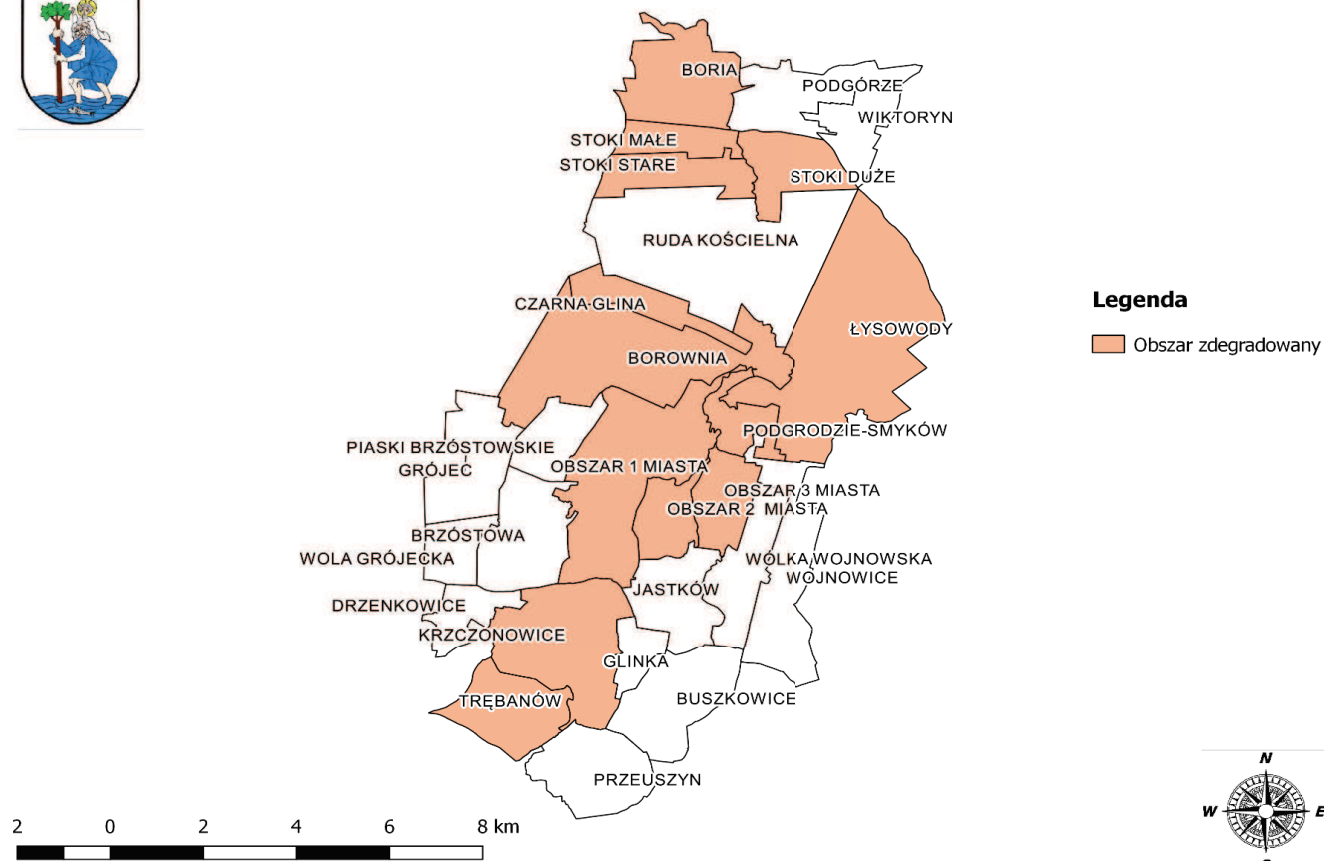 BORIA
PODGÓRZE
WIKTORYN
STOKI MAŁE
STOKI STARE
STOKI DUŻE
RUDA KOŚCIELNA
Legenda
CZARNA GLINA
ŁYSOWODY
Obszar zdegradowany
BOROWNIA
PODGRODZIE-SMYKÓW
PIASKI BRZÓSTOWSKIE
GRÓJEC
OBSZAR 1 MIASTA
OBSZAR 3 MIASTA
OBSZAR 2 MIASTA
BRZÓSTOWA
WOLA GRÓJECKA
WÓLKA WOJNOWSKA
WOJNOWICE
JASTKÓW
DRZENKOWICE
KRZCZONOWICE
GLINKA
TRĘBANÓW
BUSZKOWICE
PRZEUSZYN
N
W E
2 0 2 4 6 8 km